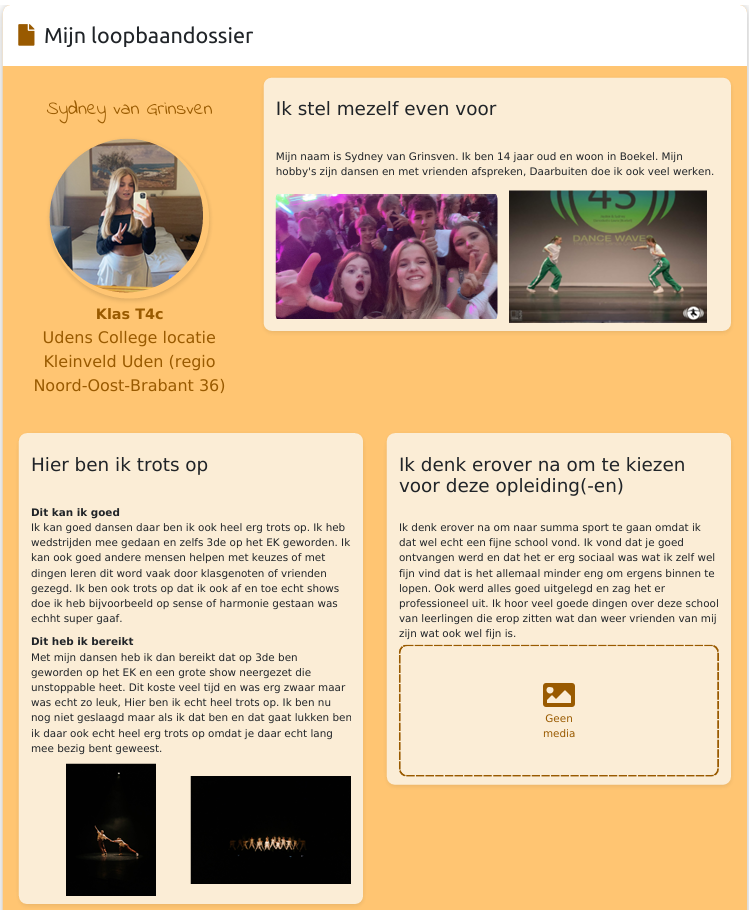 Mijn loopbaandossier
Sydney van Grinsven
Klas T4c
Udens College locatie
Kleinveld Uden (regio
Noord-Oost-Brabant 36)
Ik stel mezelf even voor
Mijn naam is Sydney van Grinsven. Ik ben 14 jaar oud en woon in Boekel. Mijn
hobby's zijn dansen en met vrienden afspreken, Daarbuiten doe ik ook veel werken.
43
DANCE WAVES
Hier ben ik trots op
Dit kan ik goed
Ik kan goed dansen daar ben ik ook heel erg trots op. Ik heb
wedstrijden mee gedaan en zelfs 3de op het EK geworden. Ik
kan ook goed andere mensen helpen met keuzes of met
dingen leren dit word vaak door klasgenoten of vrienden
gezegd. Ik ben ook trots dat ik ook af en toe echt shows
doe ik heb bijvoorbeeld op sense of harmonie gestaan was
echht super gaaf.
Dit heb ik bereikt
Met mijn dansen heb ik dan bereikt dat op 3de ben
geworden op het EK en een grote show neergezet die
unstoppable heet. Dit koste veel tijd en was erg zwaar maar
was echt zo leuk, Hier ben ik heel trots op. Ik ben nu
nog niet geslaagd maar als ik dat ben en dat gaat lukken ben
ik daar ook echt heel erg trots op omdat je daar echt lang
mee bezig bent geweest.
Ik denk erover na om te kiezen
voor deze opleiding(-en)
Ik denk erover na om naar summa sport te gaan omdat ik
dat wel echt een fijne school vond. Ik vond dat je goed
ontvangen werd en dat het er erg sociaal was wat ik zelf wel
fijn vind dat is het allemaal minder eng om ergens binnen te
lopen. Ook werd alles goed uitgelegd en zag het er
professioneel uit. Ik hoor veel goede dingen over deze school
van leerlingen die erop zitten wat dan weer vrienden van mij
zijn wat ook wel fijn is.
Geen
media